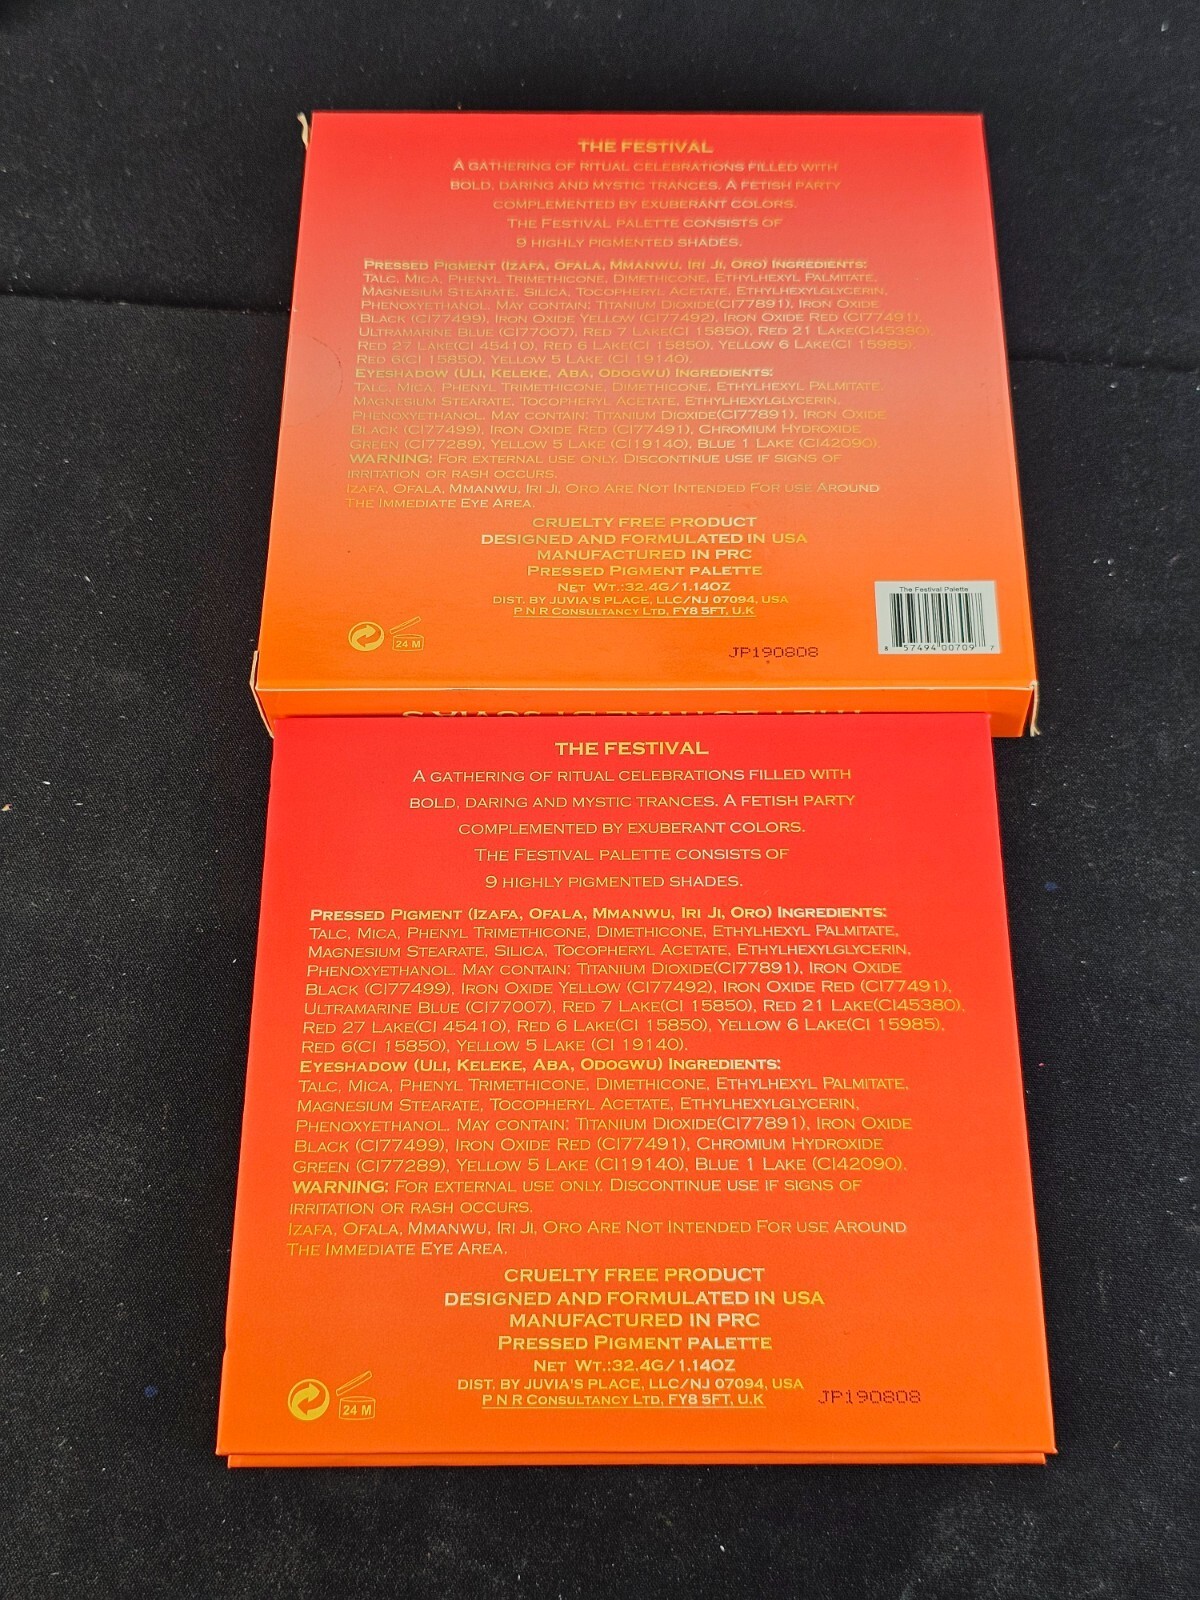 THE FESTIVAL
A GATHERING OF RITUAL CELEBRATIONS FILLED WITH
BOLD, DARING AND MYSTIC TRANCES. A FETISH PARTY
COMPLEMENTED BY EXUBERANT COLORS.
THE FESTIVAL PALETTE CONSISTS OF
9 HIGHLY PIGMENTED SHADES.
PRESSED PIGMENT (IZAFA, OFALA, MMANWU, IRI JI, ORO) INGREDIENTS:
TALC, MICA, PHENYL TRIMETHICONE, DIMETHICONE, ETHYLHEXYL PALMITATE,
MAGNESIUM STEARATE, SILICA, TOCOPHERYL ACETATE, ETHYLHEXYLGLYCERIN,
PHENOXYETHANOL. MAY CONTAIN: TITANIUM DIOXIDE(CI77891), IRON OXIDE
BLACK (CI77499), IRON OXIDE YELLOW (CI77492), IRON OXIDE RED (CI77491),
ULTRAMARINE BLUE (CI77007), RED 7 LAKE(CI 15850), RED 21 LAKE(CI45380),
RED 27 LAKE(CI 45410), RED 6 LAKE(CI 15850), YELLOW 6 LAKE(CI 15985),
RED 6(CI 15850), YELLOW 5 LAKE (CI 19140).
EYESHADOW (ULI, KELEKE, ABA, ODOGWU) INGREDIENTS:
TALC, MICA, PHENYL TRIMETHICONE, DIMETHICONE, ETHYLHEXYL PALMITATE,
MAGNESIUM STEARATE, TOCOPHERYL ACETATE, ETHYLHEXYLGLYCERIN,
PHENOXYETHANOL. MAY CONTAIN: TITANIUM DIOXIDE(CI77891), IRON OXIDE
BLACK (CI77499), IRON OXIDE RED (CI77491), CHROMIUM HYDROXIDE
GREEN (CI77289), YELLOW 5 LAKE (CI19140), BLUE 1 LAKE (CI42090).
WARNING: FOR EXTERNAL USE ONLY. DISCONTINUE USE IF SIGNS OF
IRRITATION OR RASH OCCURS.
IZAFA, OFALA, MMANWU, IRI JI, ORO ARE NOT INTENDED FOR USE AROUND
THE IMMEDIATE EYE AREA.
CRUELTY FREE PRODUCT
DESIGNED AND FORMULATED IN USA
MANUFACTURED IN PRC
PRESSED PIGMENT PALETTE
NET WT.:32.4G/1.14OZ
DIST. BY JUVIA'S PLACE, LLC/NJ 07094, USA
P N R CONSULTANCY LTD, FY8 5FT, U.K
24 M
JP190808
The Festival Palette
8 57494 00709 7
THE FESTIVAL
A GATHERING OF RITUAL CELEBRATIONS FILLED WITH
BOLD, DARING AND MYSTIC TRANCES. A FETISH PARTY
COMPLEMENTED BY EXUBERANT COLORS.
THE FESTIVAL PALETTE CONSISTS OF
9 HIGHLY PIGMENTED SHADES.
PRESSED PIGMENT (IZAFA, OFALA, MMANWU, IRI JI, ORO) INGREDIENTS:
TALC, MICA, PHENYL TRIMETHICONE, DIMETHICONE, ETHYLHEXYL PALMITATE,
MAGNESIUM STEARATE, SILICA, TOCOPHERYL ACETATE, ETHYLHEXYLGLYCERIN,
PHENOXYETHANOL. MAY CONTAIN: TITANIUM DIOXIDE(CI77891), IRON OXIDE
BLACK (CI77499), IRON OXIDE YELLOW (CI77492), IRON OXIDE RED (CI77491),
ULTRAMARINE BLUE (CI77007), RED 7 LAKE(CI 15850), RED 21 LAKE(CI45380),
RED 27 LAKE(CI 45410), RED 6 LAKE(CI 15850), YELLOW 6 LAKE(CI 15985),
RED 6(CI 15850), YELLOW 5 LAKE (CI 19140).
EYESHADOW (ULI, KELEKE, ABA, ODOGWU) INGREDIENTS:
TALC, MICA, PHENYL TRIMETHICONE, DIMETHICONE, ETHYLHEXYL PALMITATE,
MAGNESIUM STEARATE, TOCOPHERYL ACETATE, ETHYLHEXYLGLYCERIN,
PHENOXYETHANOL. MAY CONTAIN: TITANIUM DIOXIDE(CI77891), IRON OXIDE
BLACK (CI77499), IRON OXIDE RED (CI77491), CHROMIUM HYDROXIDE
GREEN (CI77289), YELLOW 5 LAKE (CI19140), BLUE 1 LAKE (CI42090).
WARNING: FOR EXTERNAL USE ONLY. DISCONTINUE USE IF SIGNS OF
IRRITATION OR RASH OCCURS.
IZAFA, OFALA, MMANWU, IRI JI, ORO ARE NOT INTENDED FOR USE AROUND
THE IMMEDIATE EYE AREA.
CRUELTY FREE PRODUCT
DESIGNED AND FORMULATED IN USA
MANUFACTURED IN PRC
PRESSED PIGMENT PALETTE
NET WT.:32.4G/1.14OZ
DIST. BY JUVIA'S PLACE, LLC/NJ 07094, USA
P N R CONSULTANCY LTD, FY8 5FT, U.K
24 M
JP190808